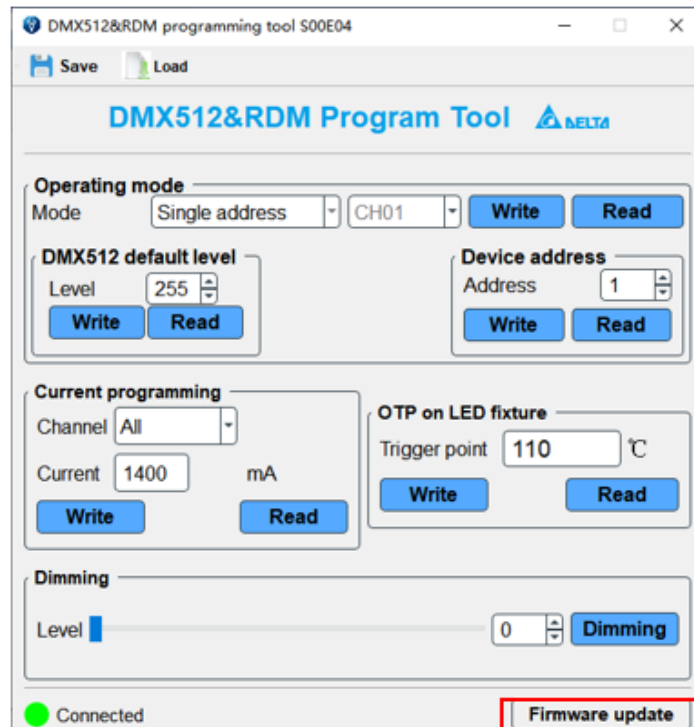 DMX512&RDM programming tool S00E04
Save Load
DMX512&RDM Program Tool DELTA
Operating mode
Mode Single address CH01 Write Read
DMX512 default level
Level 255
Write Read
Device address
Address 1
Write Read
Current programming
Channel All
Current 1400 mA
Write Read
OTP on LED fixture
Trigger point 110 ℃
Write Read
Dimming
Level 0 Dimming
Connected Firmware update